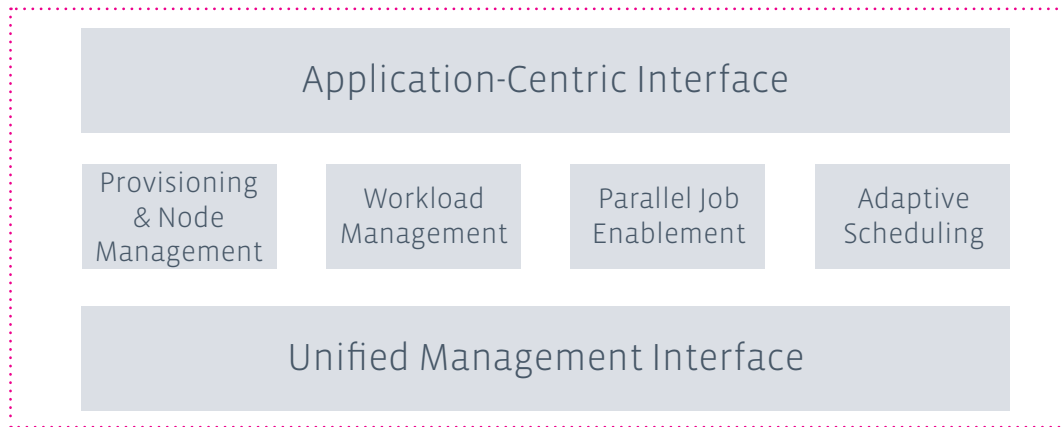 Application-Centric Interface
Provisioning
& Node
Management
Workload
Management
Parallel Job
Enablement
Adaptive
Scheduling
Unified Management Interface